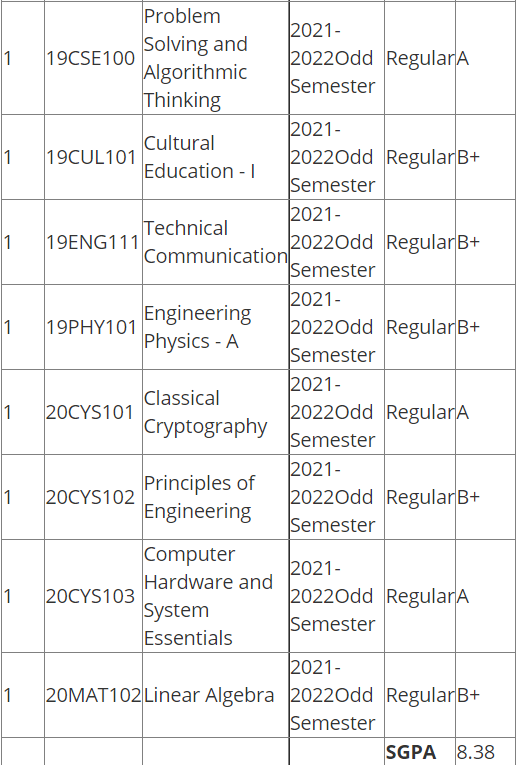 1 19CSE100 Problem Solving and Algorithmic Thinking 2021-2022Odd Semester Regular A
1 19CUL101 Cultural Education - I 2021-2022Odd Semester Regular B+
1 19ENG111 Technical Communication 2021-2022Odd Semester Regular B+
1 19PHY101 Engineering Physics - A 2021-2022Odd Semester Regular B+
1 20CYS101 Classical Cryptography 2021-2022Odd Semester Regular A
1 20CYS102 Principles of Engineering 2021-2022Odd Semester Regular B+
1 20CYS103 Computer Hardware and System Essentials 2021-2022Odd Semester Regular A
1 20MAT102 Linear Algebra 2021-2022Odd Semester Regular B+
SGPA 8.38